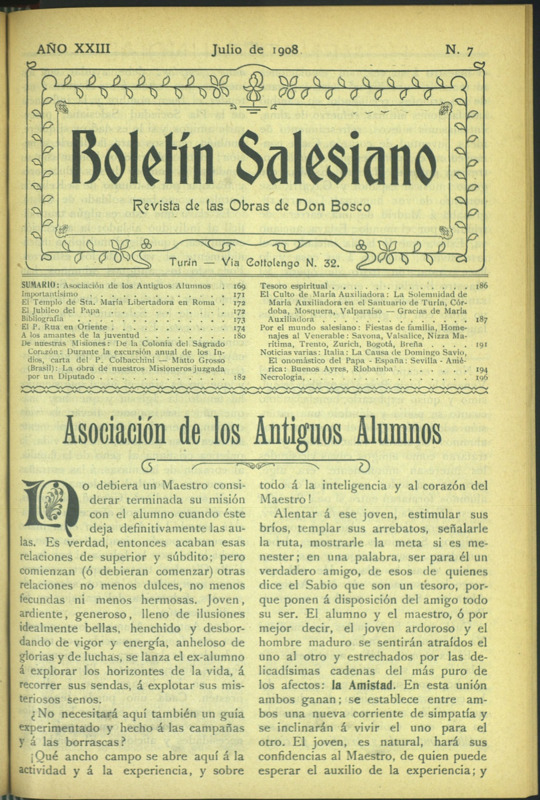 AÑO XXIII Julio de 1908. N. 7
Boletín Salesiano
Revista de las Obras de Don Bosco
Turín — Via Cottolengo N. 32.
SUMARIO: Asociación de los Antiguos Alumnos . 169
Importantísimo . . . . . . . . . . . 171
El Templo de Sta. María Libertadora en Roma . 172
El Jubileo del Papa . . . . . . . . . . 172
Bibliografía . . . . . . . . . . . . 173
El P. Rua en Oriente . . . . . . . . . . 174
A los amantes de la juventud . . . . . . . 180
De nuestras Misiones: De la Colonia del Sagrado
Corazón: Durante la excursión anual de los In-
dios, carta del P. Colbacchini — Matto Grosso
(Brasil): La obra de nuestros Misioneros juzgada
por un Diputado . . . . . . . . . . 182
Tesoro espiritual . . . . . . . . . . 186
El Culto de María Auxiliadora: La Solemnidad de
María Auxiliadora en el Santuario de Turín, Cór-
doba, Mosquera, Valparaíso — Gracias de María
Auxiliadora . . . . . . . . . . . 187
Por el mundo salesiano: Fiestas de familia, Home-
najes al Venerable: Savona, Valsalice, Nizza Ma-
rítima, Trento, Zurich, Bogotá, Breña . . . . 191
Noticias varias: Italia: La Causa de Domingo Savio,
El onomástico del Papa - España: Sevilla - Amé-
rica: Buenos Ayres, Riobamba . . . . . . 194
Necrología, . . . . . . . . . . . . 196
Asociación de los Antiguos Alumnos
No debiera un Maestro consi-
derar terminada su misión
con el alumno cuando éste
deja definitivamente las au-
las. Es verdad, entonces acaban esas
relaciones de superior y súbdito; pero
comienzan (ó debieran comenzar) otras
relaciones no menos dulces, no menos
fecundas ni menos hermosas. Joven,
ardiente, generoso, lleno de ilusiones
idealmente bellas, henchido y desbor-
dando de vigor y energía, anheloso de
glorias y de luchas, se lanza el ex-alumno
á explorar los horizontes de la vida, á
recorrer sus sendas, á explotar sus mis-
teriosos senos.
¿No necesitará aquí también un guía
experimentado y hecho á las campañas
y á las borrascas?
¡Qué ancho campo se abre aquí á la
actividad y á la experiencia, y sobre
todo á la inteligencia y al corazón del
Maestro!
Alentar á ese joven, estimular sus
bríos, templar sus arrebatos, señalarle
la ruta, mostrarle la meta si es me-
nester; en una palabra, ser para él un
verdadero amigo, de esos de quienes
dice el Sabio que son un tesoro, por-
que ponen á disposición del amigo todo
su ser. El alumno y el maestro, ó por
mejor decir, el joven ardoroso y el
hombre maduro se sentirán atraídos el
uno al otro y estrechados por las de-
licadísimas cadenas del más puro de
los afectos: la Amistad. En esta unión
ambos ganan; se establece entre am-
bos una nueva corriente de simpatía y
se inclinarán á vivir el uno para el
otro. El joven, es natural, hará sus
confidencias al Maestro, de quien puede
esperar el auxilio de la experiencia; y